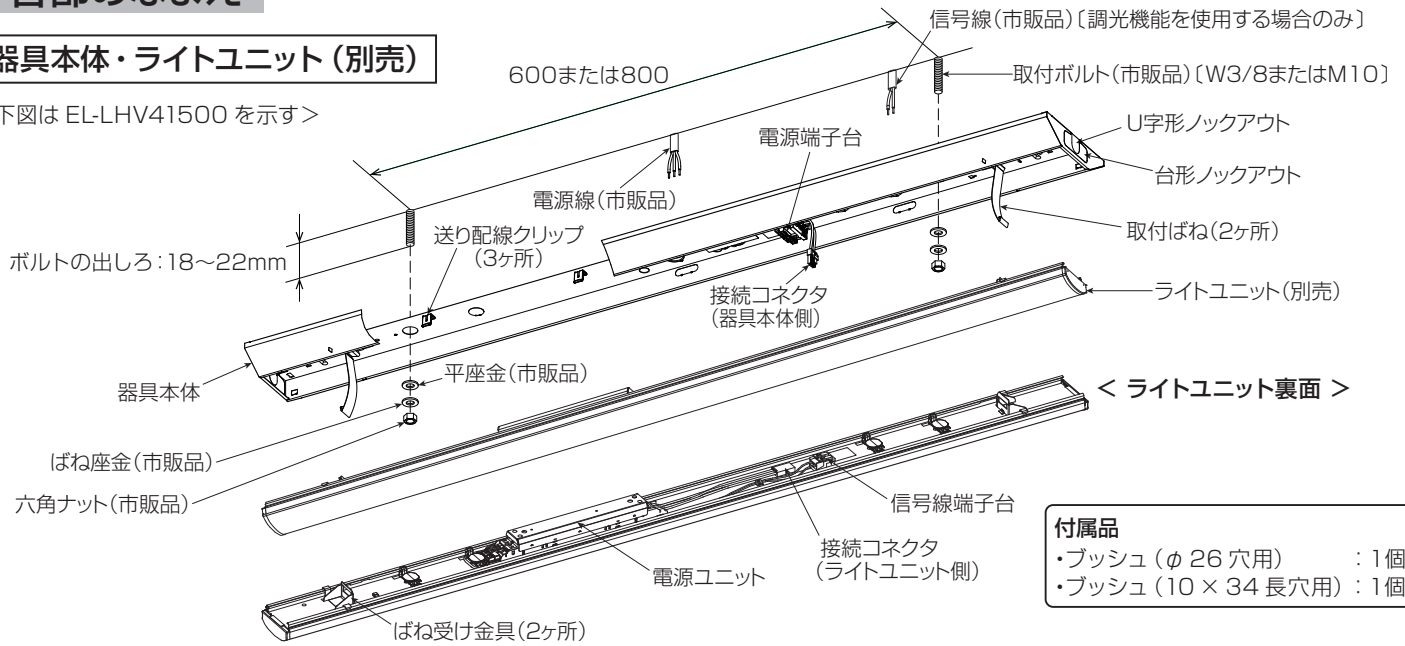 各部のなまえ
器具本体・ライトユニット（別売）
下図は EL-LHV41500 を示す＞
600または800
信号線(市販品)〔調光機能を使用する場合のみ〕
取付ボルト(市販品)〔W3/8またはM10〕
U字形ノックアウト
電源端子台
台形ノックアウト
電源線(市販品)
取付ばね(2ヶ所)
送り配線クリップ
(3ヶ所)
ボルトの出しろ：18～22mm
接続コネクタ
(器具本体側)
ライトユニット(別売)
器具本体
平座金(市販品)
＜ ライトユニット裏面 ＞
ばね座金(市販品)
六角ナット(市販品)
信号線端子台
接続コネクタ
(ライトユニット側)
電源ユニット
ばね受け金具(2ヶ所)
付属品
・ブッシュ（φ 26 穴用） ：1個
・ブッシュ（10 × 34 長穴用）：1個